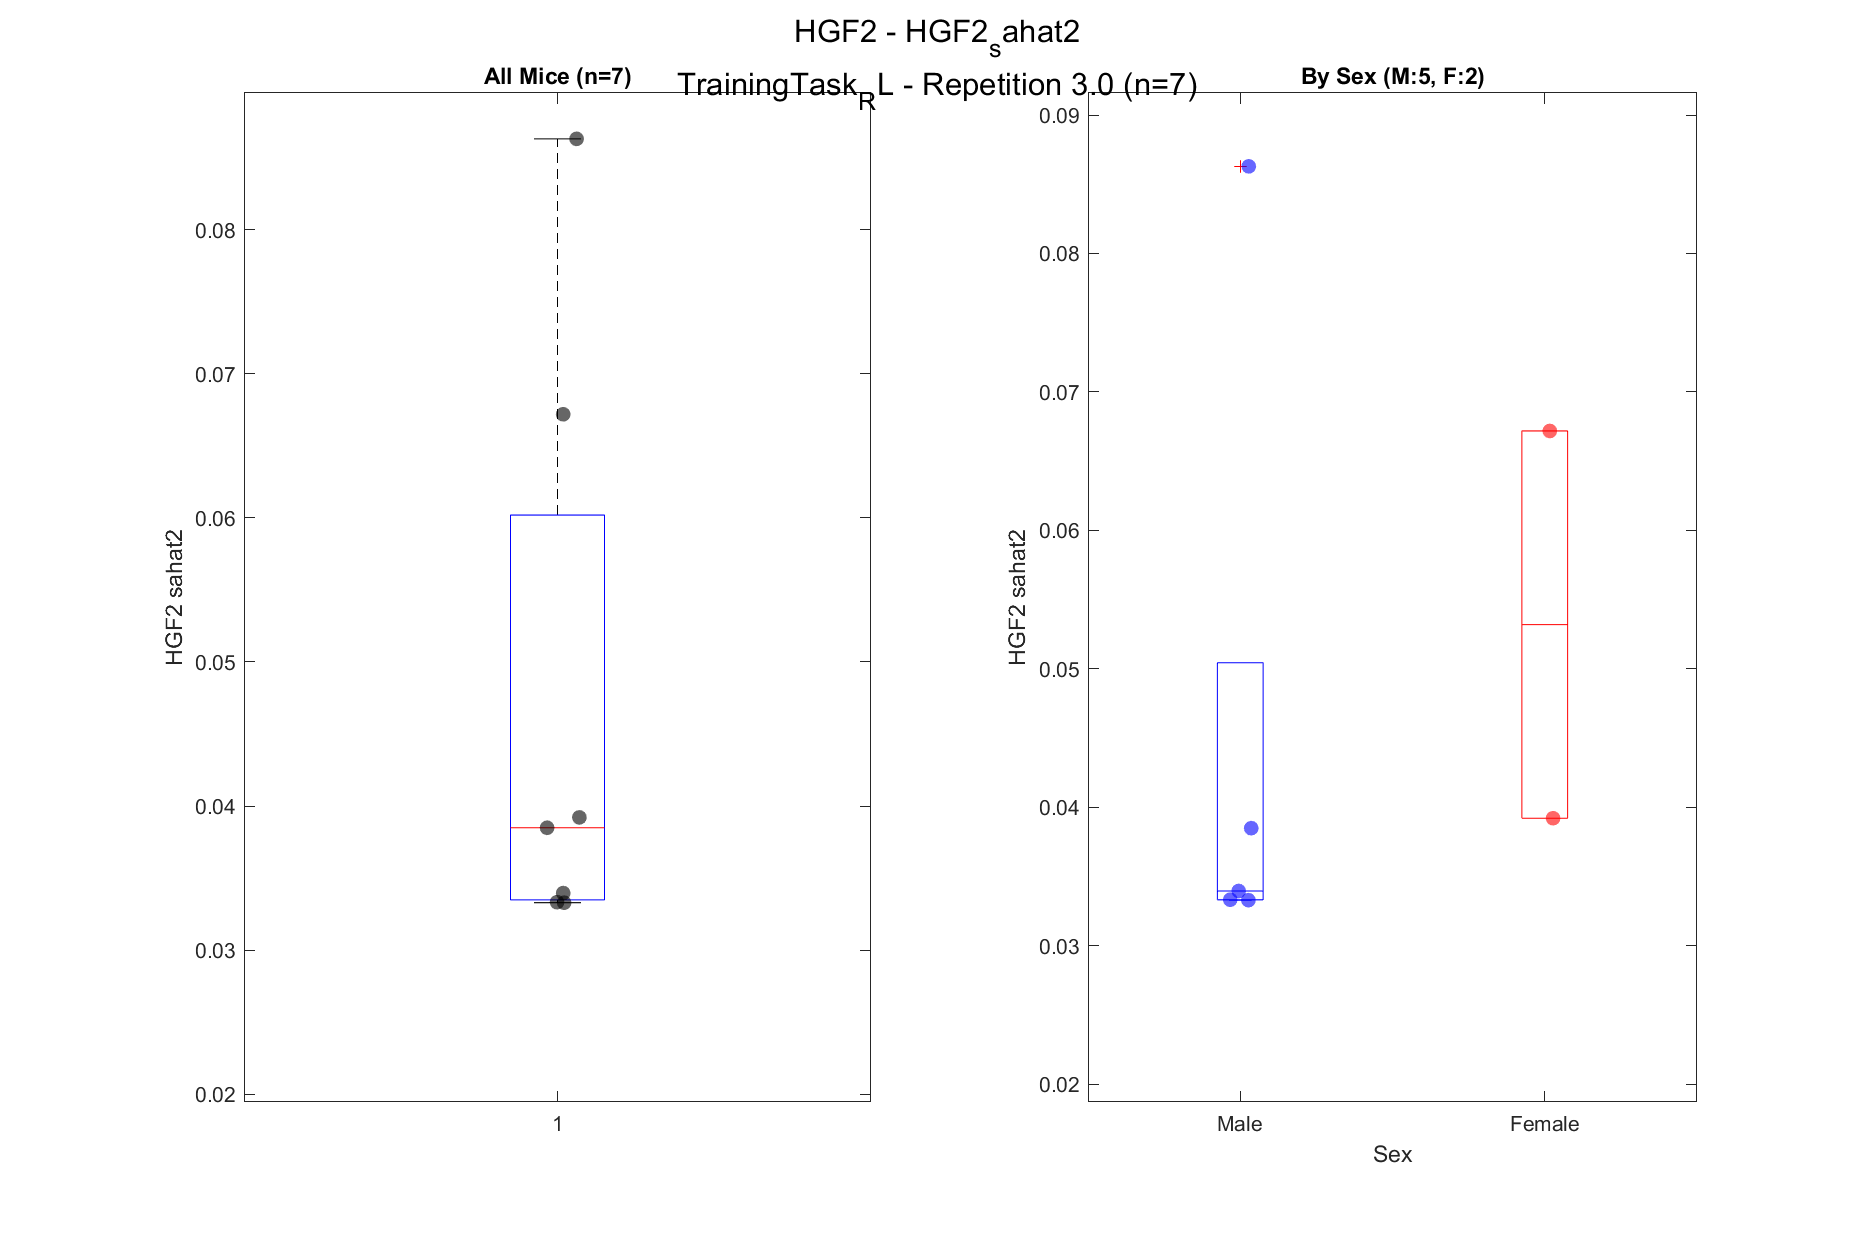 HGF2 - HGF2_sahat2
TrainingTask_RL - Repetition 3.0 (n=7)
All Mice (n=7)
HGF2 sahat2
0.08
0.07
0.06
0.05
0.04
0.03
0.02
1
By Sex (M:5, F:2)
HGF2 sahat2
0.09
0.08
0.07
0.06
0.05
0.04
0.03
0.02
Male
Female
Sex